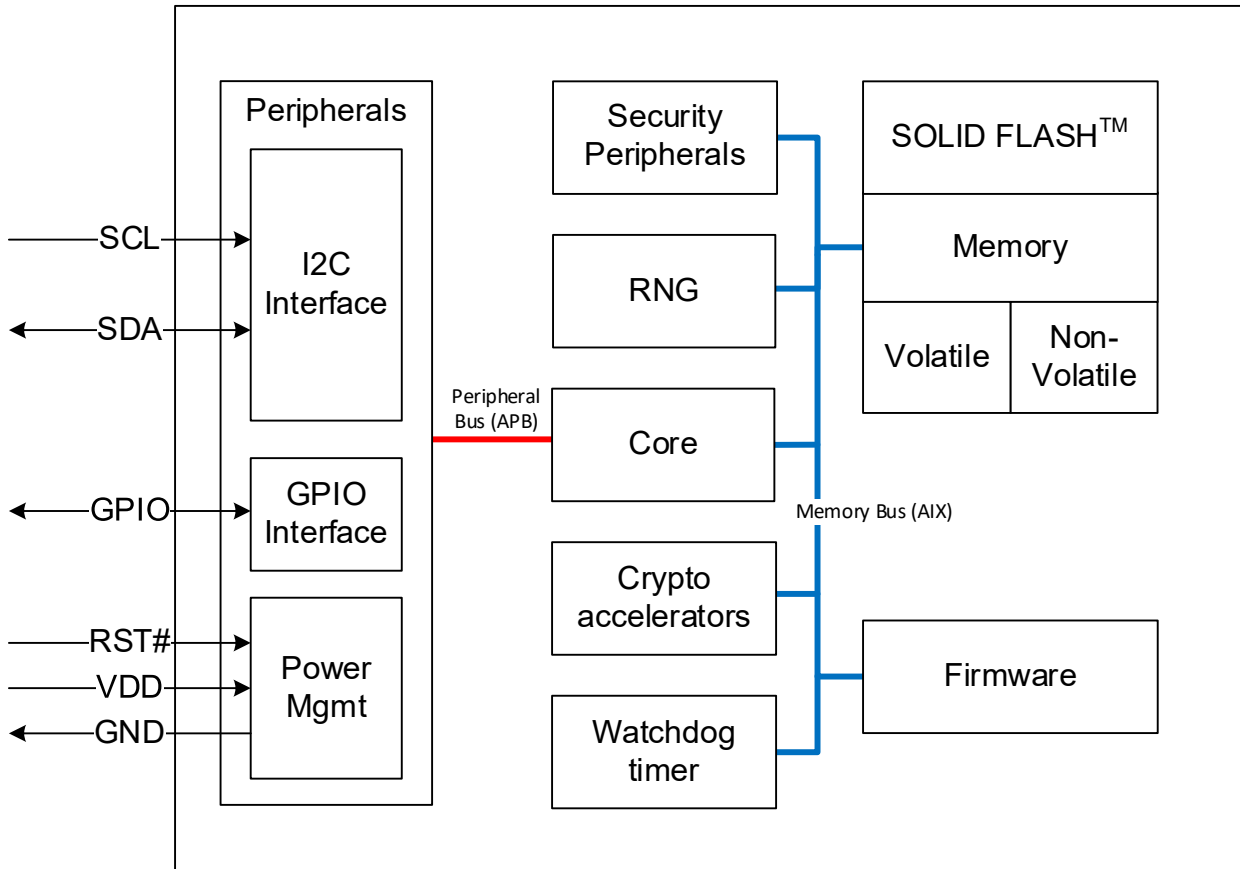 Peripherals
I2C
Interface
GPIO
Interface
Power
Mgmt
SCL
SDA
GPIO
RST#
VDD
GND
Peripheral
Bus (APB)
Security
Peripherals
RNG
Core
Crypto
accelerators
Watchdog
timer
Memory Bus (AIX)
SOLID FLASH™
Memory
Volatile
Non-
Volatile
Firmware